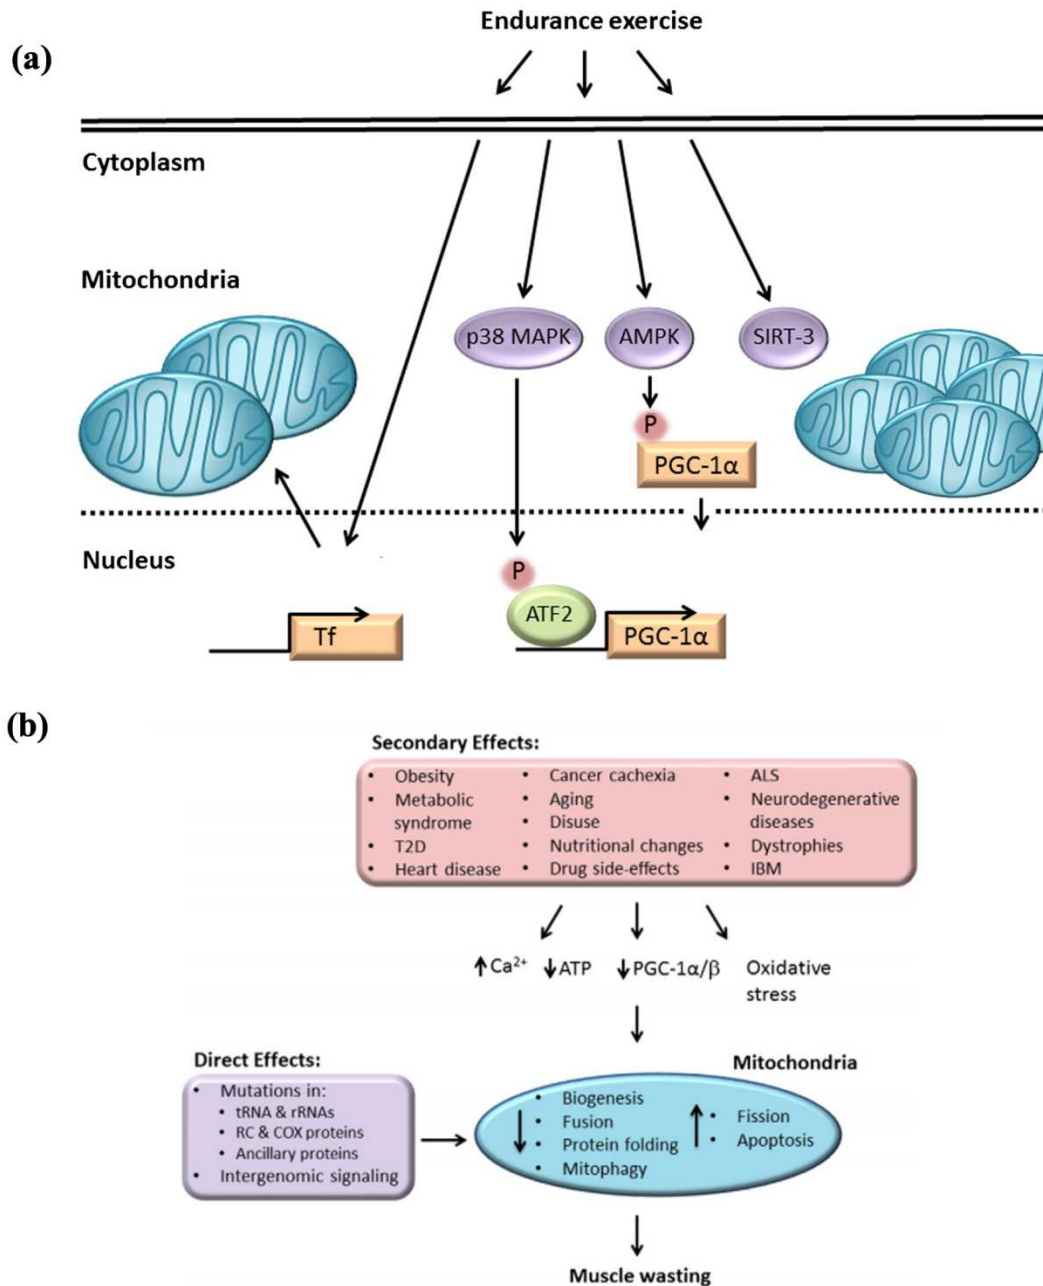 (a)
Endurance exercise
Cytoplasm
Mitochondria
p38 MAPK
AMPK
SIRT-3
P
PGC-1α
Nucleus
P
ATF2
Tf
PGC-1α
(b)
Secondary Effects:
• Obesity
• Metabolic
syndrome
• T2D
• Heart disease
• Cancer cachexia
• Aging
• Disuse
• Nutritional changes
• Drug side-effects
• ALS
• Neurodegenerative
diseases
• Dystrophies
• IBM
↑Ca²⁺ ↓ATP ↓PGC-1α/β Oxidative
stress
Direct Effects:
• Mutations in:
• tRNA & rRNAs
• RC & COX proteins
• Ancillary proteins
• Intergenomic signaling
Mitochondria
• Biogenesis
• Fusion
• Protein folding
• Mitophagy
• Fission
• Apoptosis
Muscle wasting